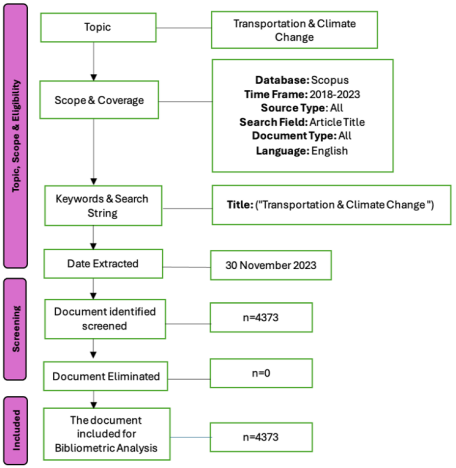 Topic, Scope & Eligibility
Topic
Transportation & Climate
Change
Scope & Coverage
Database: Scopus
Time Frame: 2018-2023
Source Type: All
Search Field: Article Title
Document Type: All
Language: English
Keywords & Search
String
Title: ("Transportation & Climate Change")
Date Extracted
30 November 2023
Screening
Document identified
screened
n=4373
Document Eliminated
n=0
Included
The document
included for
Bibliometric Analysis
n=4373